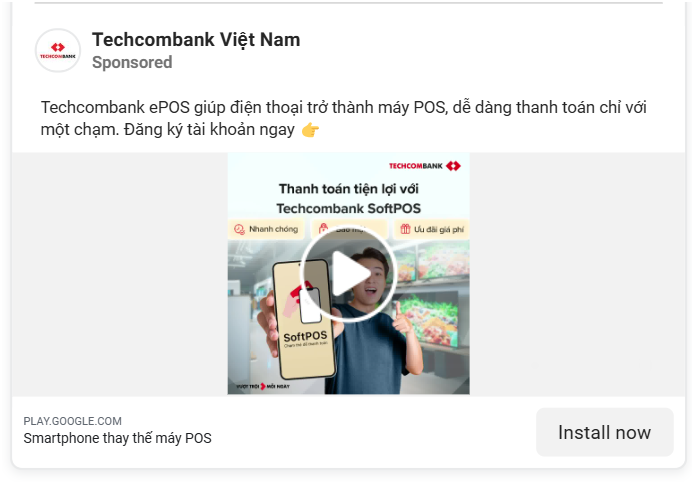 TECHCOMBANK
Techcombank Việt Nam
Sponsored
Techcombank ePOS giúp điện thoại trở thành máy POS, dễ dàng thanh toán chỉ với
một chạm. Đăng ký tài khoản ngay 👉
TECHCOMBANK
Thanh toán tiện lợi với
Techcombank SoftPOS
Nhanh chóng
Ưu đãi giá phí
SoftPOS
Chạm thẻ để thanh toán
VƯỢT TRỘI MỖI NGÀY
PLAY.GOOGLE.COM
Smartphone thay thế máy POS
Install now